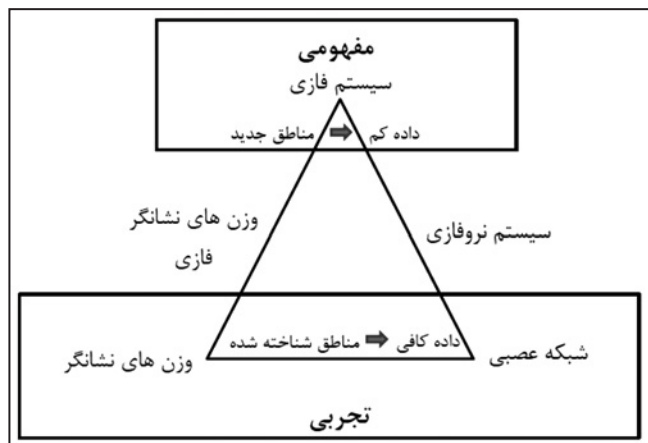 مفهومی
سیستم فازی
مناطق جدید ➡ داده کم
وزن های نشانگر
فازی
سیستم نروفازی
مناطق شناخته شده ➡ داده کافی
وزن های نشانگر
شبکه عصبی
تجربی